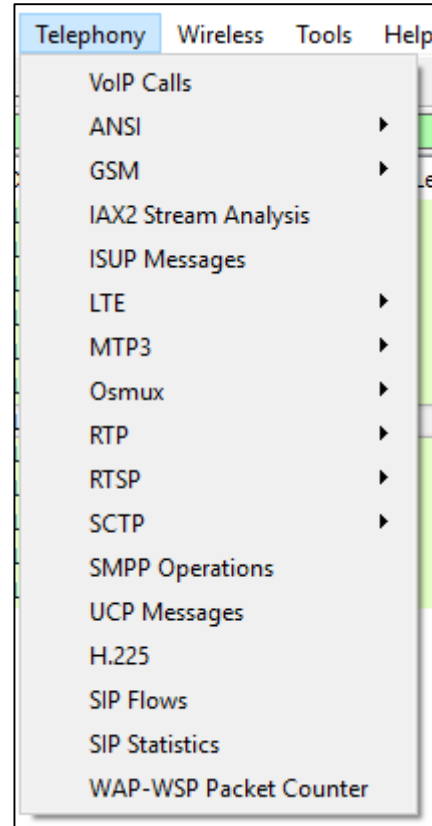 Telephony Wireless Tools Help
VoIP Calls
ANSI
GSM
IAX2 Stream Analysis
ISUP Messages
LTE
MTP3
Osmux
RTP
RTSP
SCTP
SMPP Operations
UCP Messages
H.225
SIP Flows
SIP Statistics
WAP-WSP Packet Counter